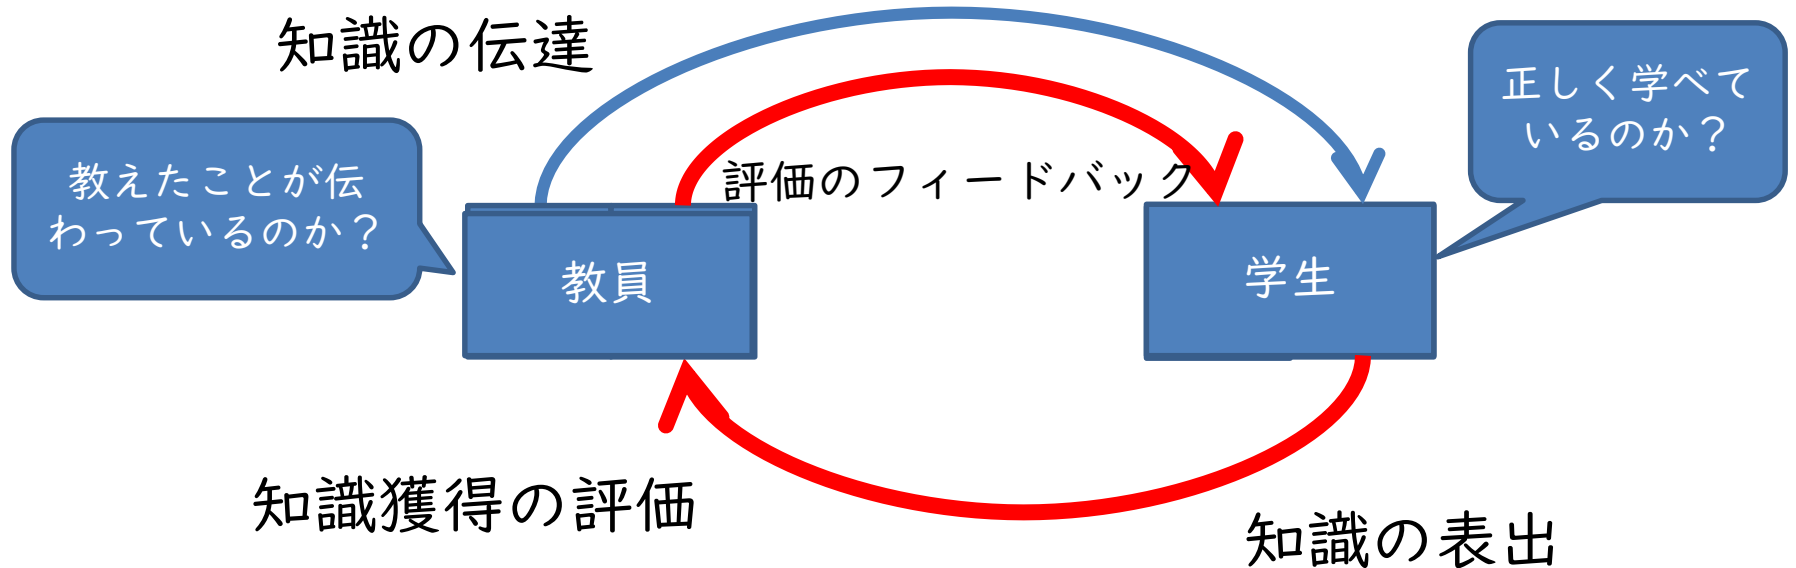 知識の伝達
正しく学べて
いるのか？
教えたことが伝
わっているのか？
評価のフィードバック
教員
学生
知識獲得の評価
知識の表出